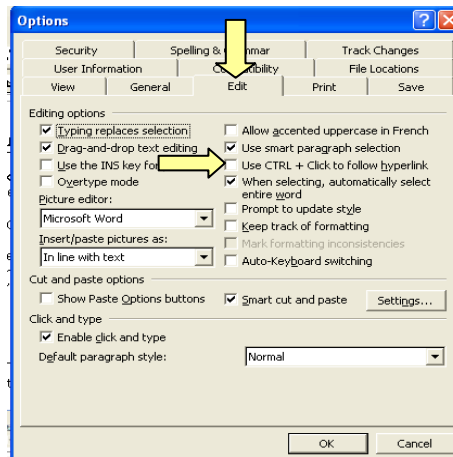 Options
Security
Spelling & Grammar
Track Changes
User Information
File Locations
View
General
Edit
Print
Save
Editing options
Typing replaces selection
Allow accented uppercase in French
Drag-and-drop text editing
Use smart paragraph selection
Use the INS key for
Use CTRL + Click to follow hyperlink
Overtype mode
When selecting, automatically select
entire word
Picture editor:
Prompt to update style
Microsoft Word
Keep track of formatting
Insert/paste pictures as:
Mark formatting inconsistencies
In line with text
Auto-Keyboard switching
Cut and paste options
Show Paste Options buttons
Smart cut and paste
Settings...
Click and type
Enable click and type
Default paragraph style:
Normal
OK
Cancel